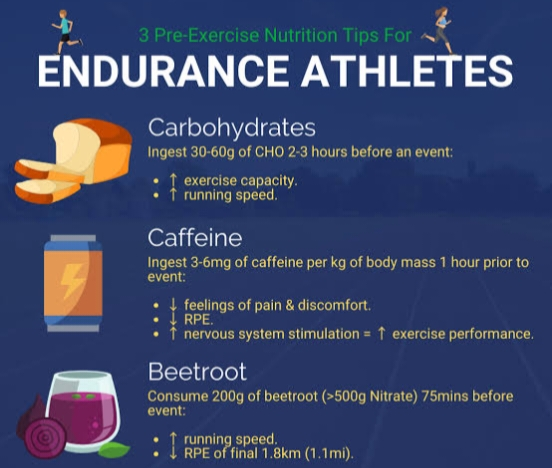 3 Pre-Exercise Nutrition Tips For
ENDURANCE ATHLETES
Carbohydrates
Ingest 30-60g of CHO 2-3 hours before an event:
• ↑ exercise capacity.
• ↑ running speed.
Caffeine
Ingest 3-6mg of caffeine per kg of body mass 1 hour prior to
event:
• ↓ feelings of pain & discomfort.
• ↓ RPE.
• ↑ nervous system stimulation = ↑ exercise performance.
Beetroot
Consume 200g of beetroot (>500g Nitrate) 75mins before
event:
• ↑ running speed.
• ↓ RPE of final 1.8km (1.1mi).